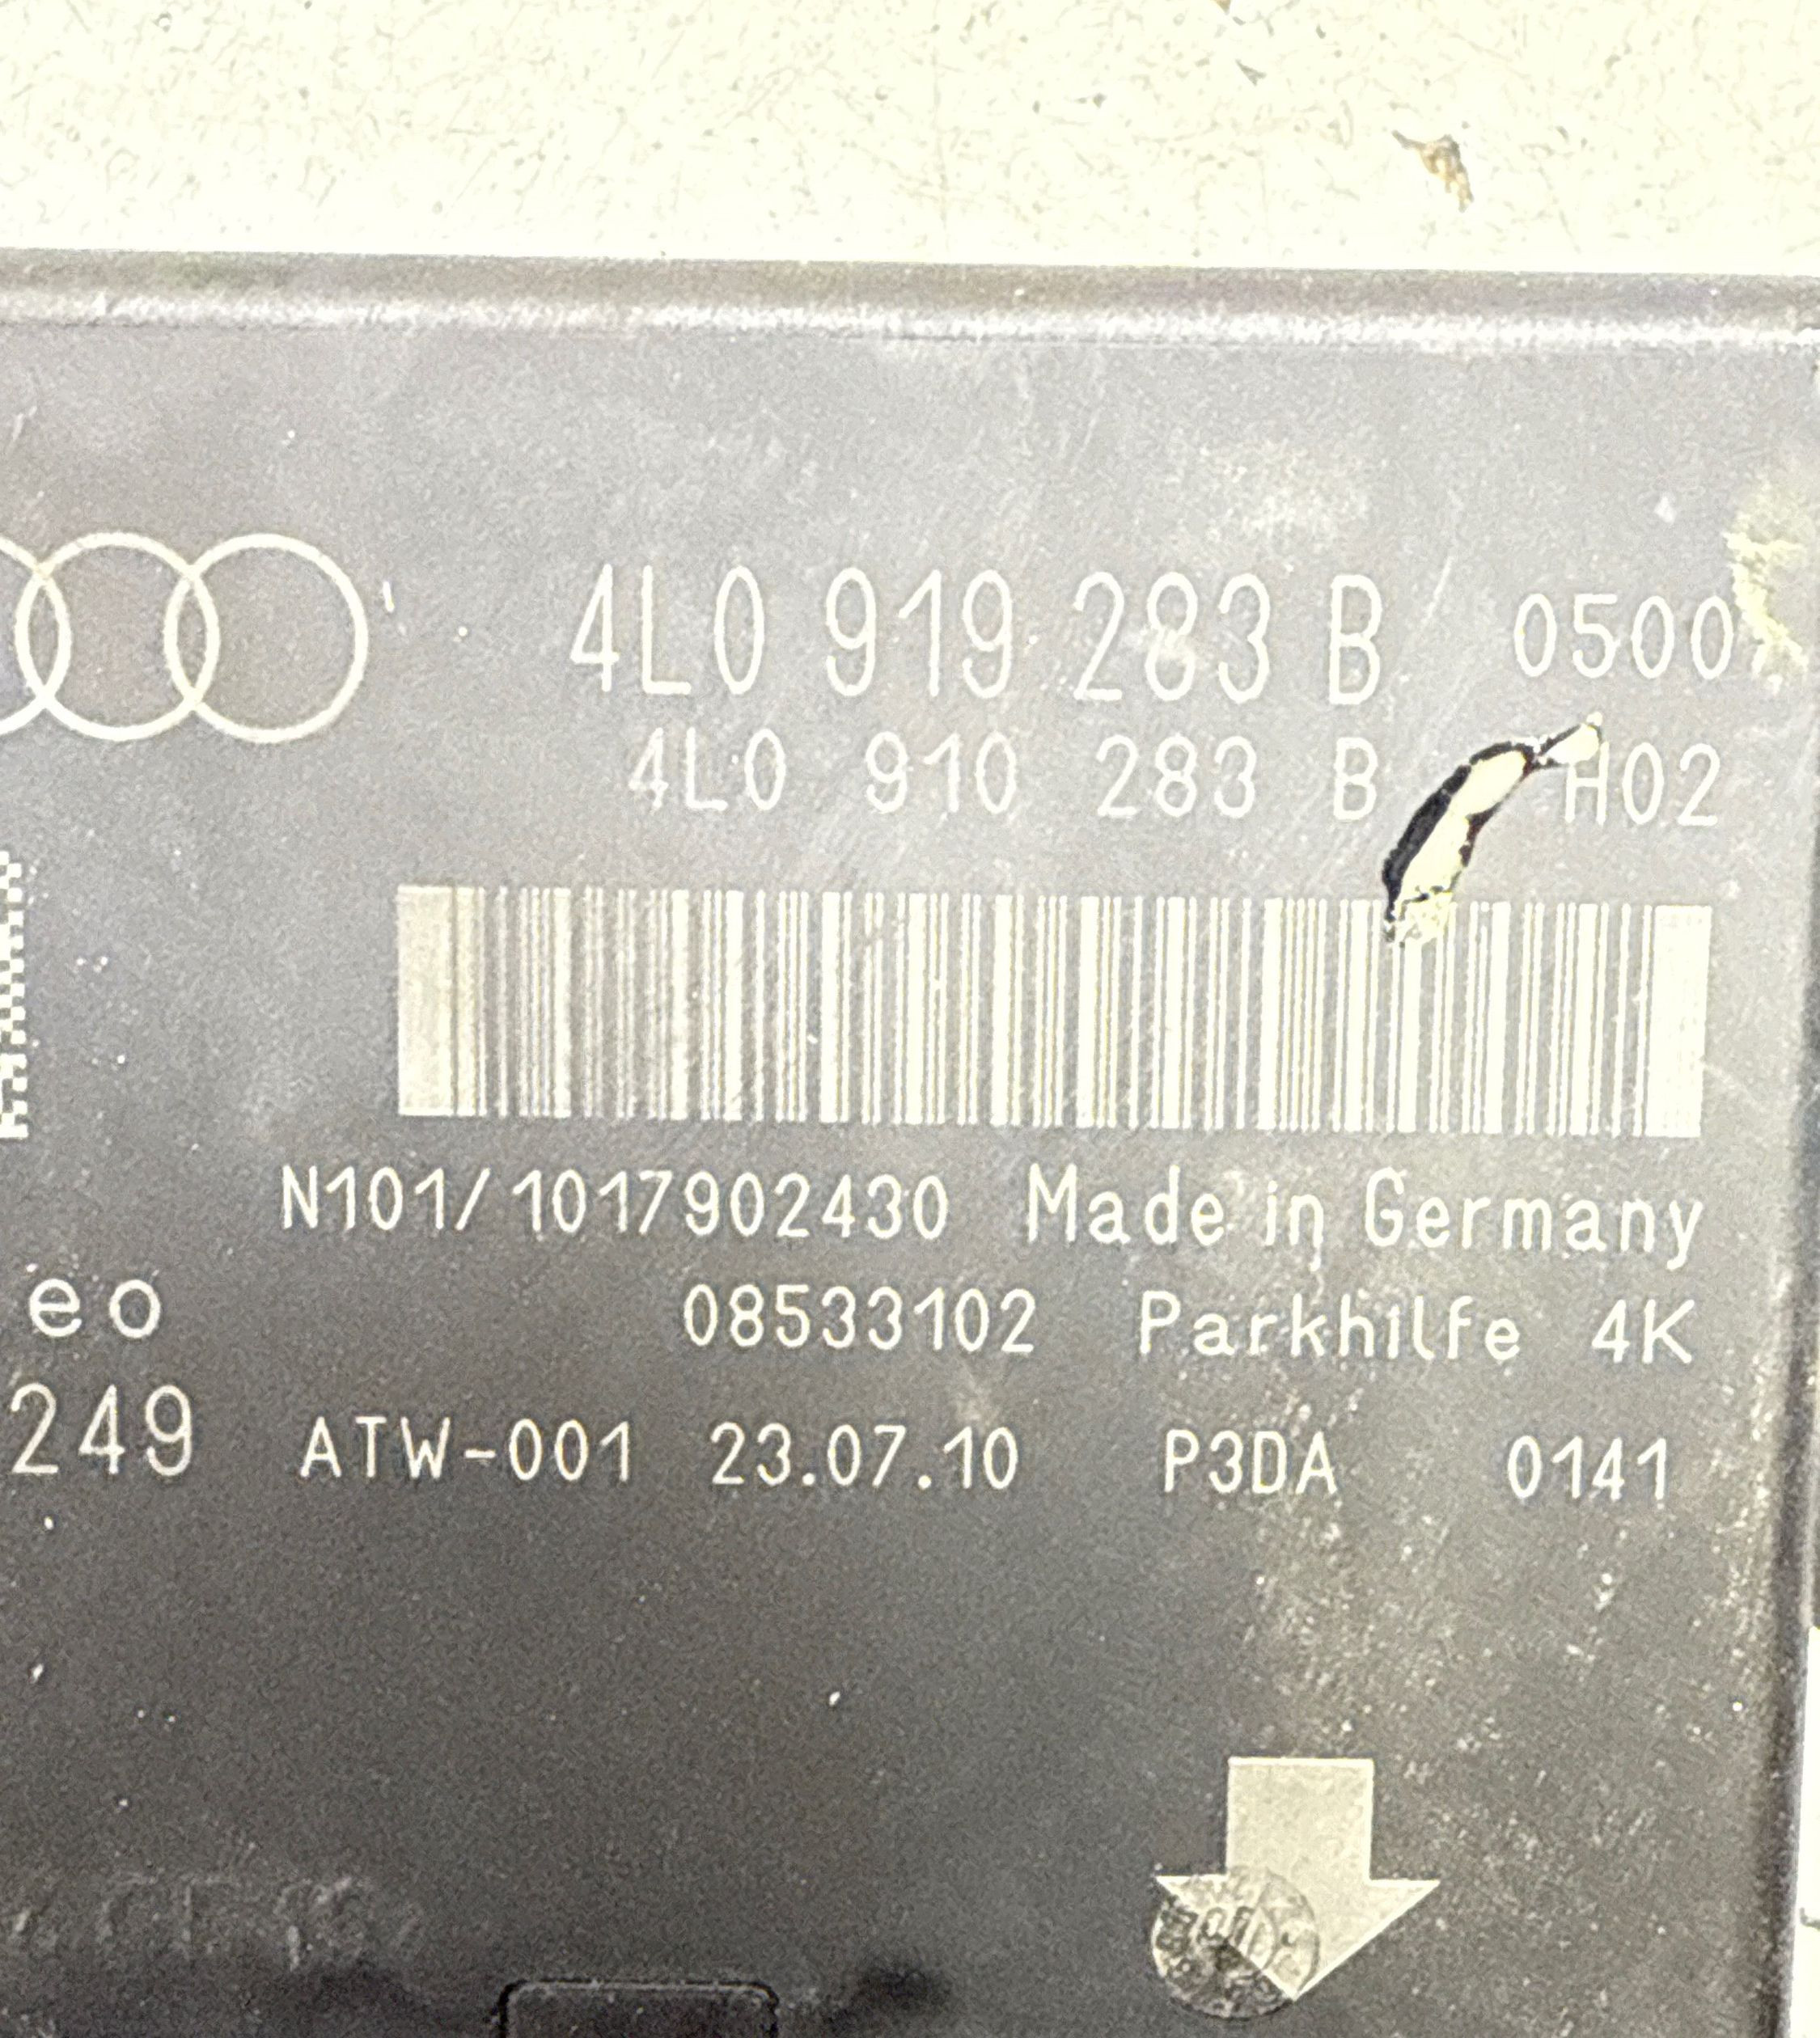 4L0 919 283 B 0500
4L0 910 283 B H02
N101/1017902430 Made in Germany
eo 08533102 Parkhilfe 4K
249 ATW-001 23.07.10 P3DA 0141